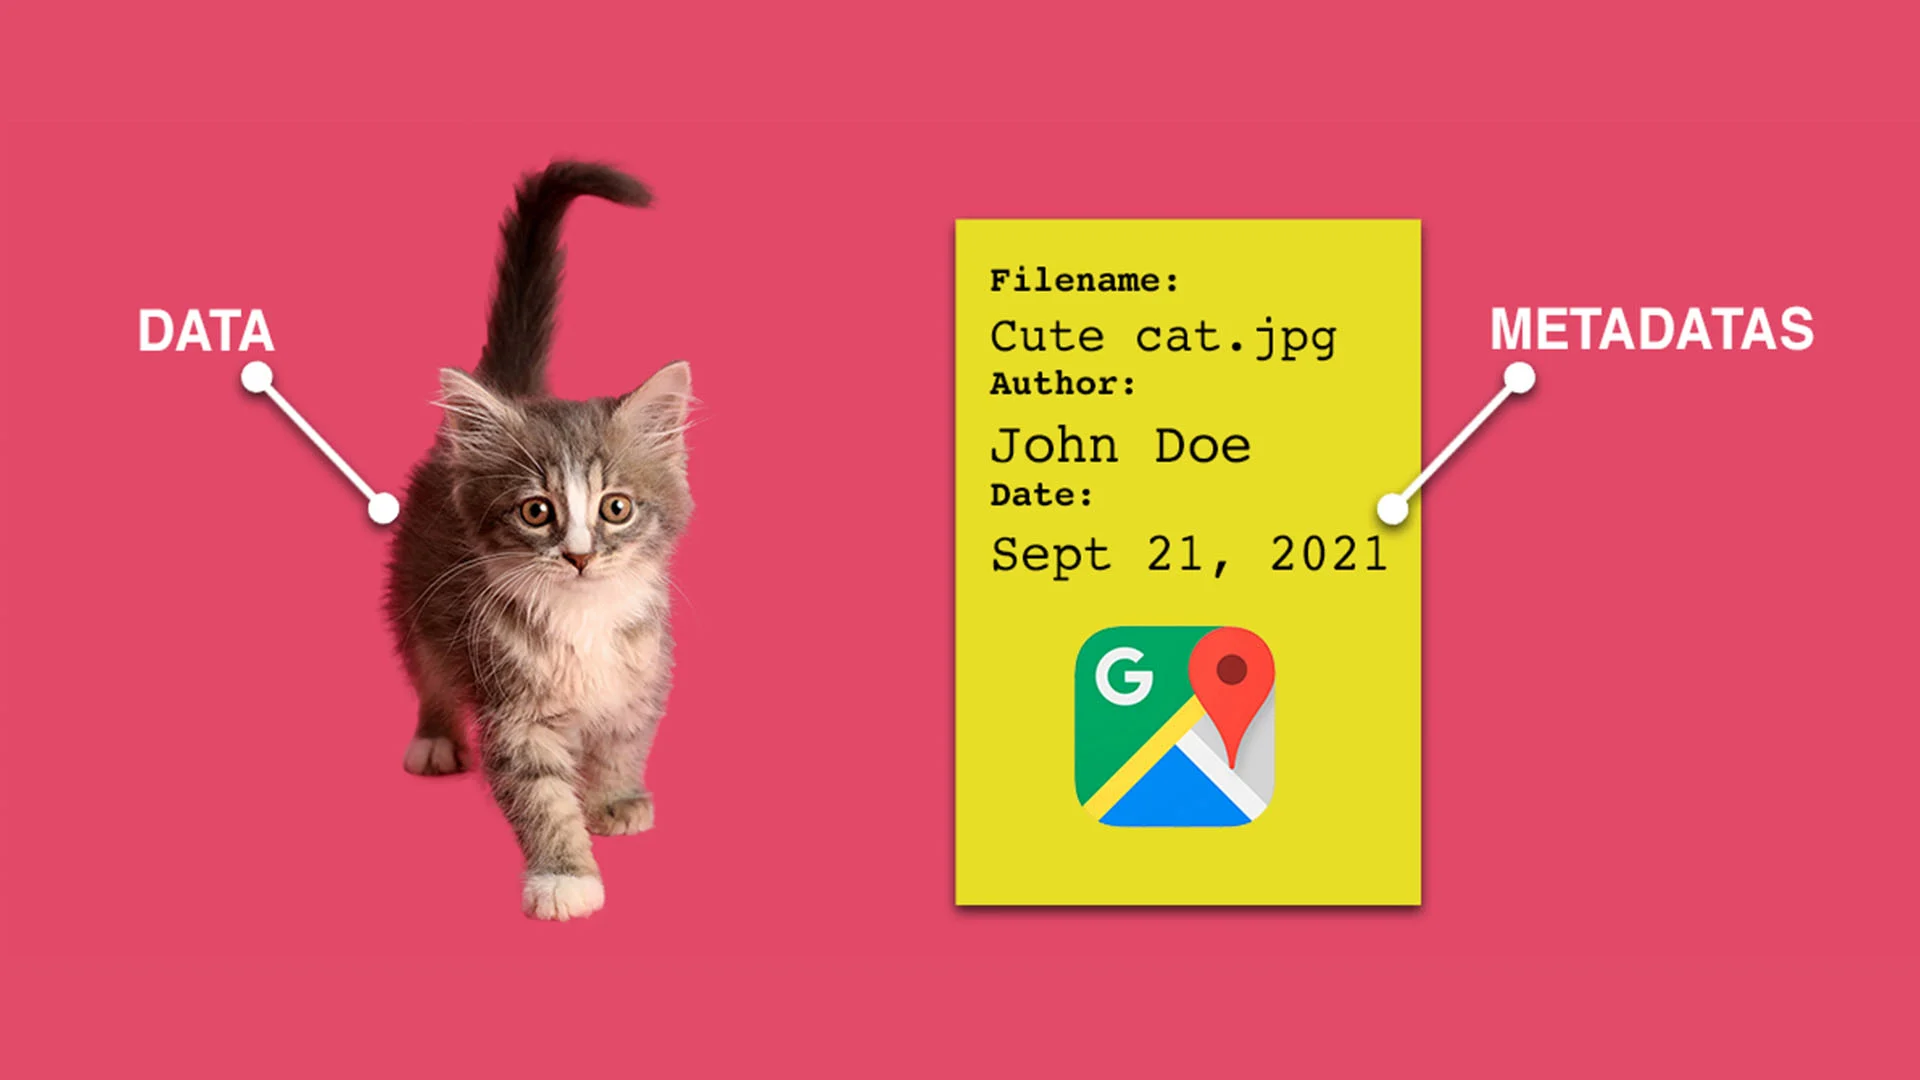 DATA
Filename:
Cute cat.jpg
Author:
John Doe
Date:
Sept 21, 2021
G
METADATAS